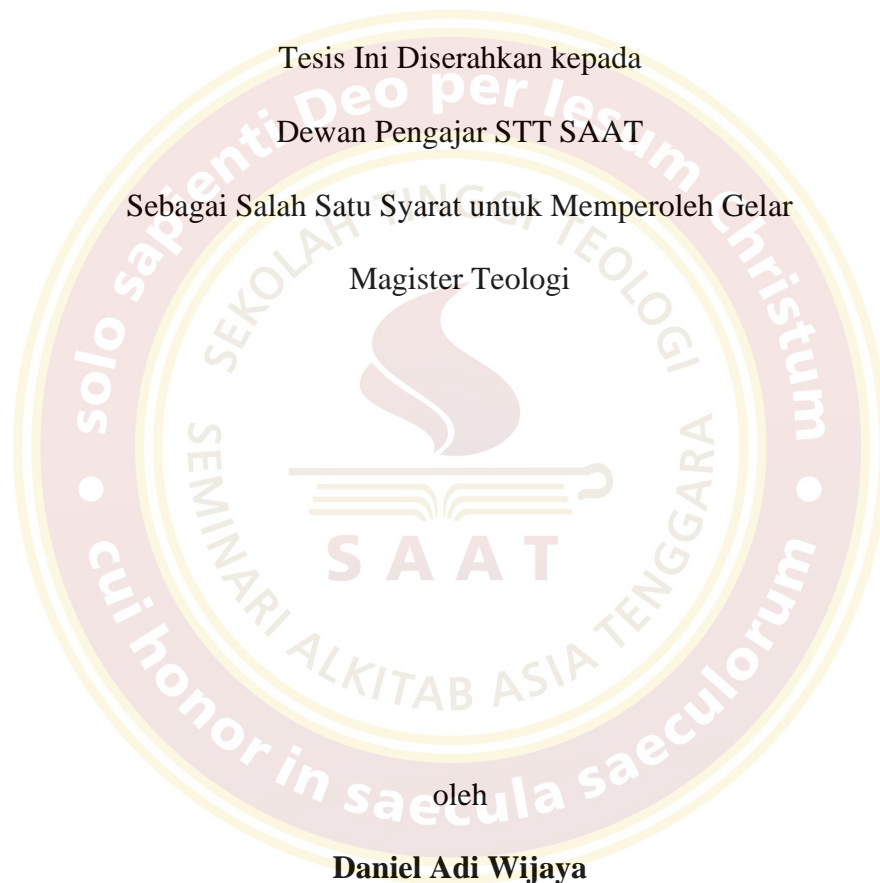 Tesis Ini Diserahkan kepada
Dewan Pengajar STT SAAT
Sebagai Salah Satu Syarat untuk Memperoleh Gelar
Magister Teologi
solo sapienti Deo per Iesum Christum
cui honor in saecula saeculorum
SEKOLAH TINGGI TEOLOGI
SEMINARI ALKITAB ASIA TENGGARA
SAAT
oleh
Daniel Adi Wijaya